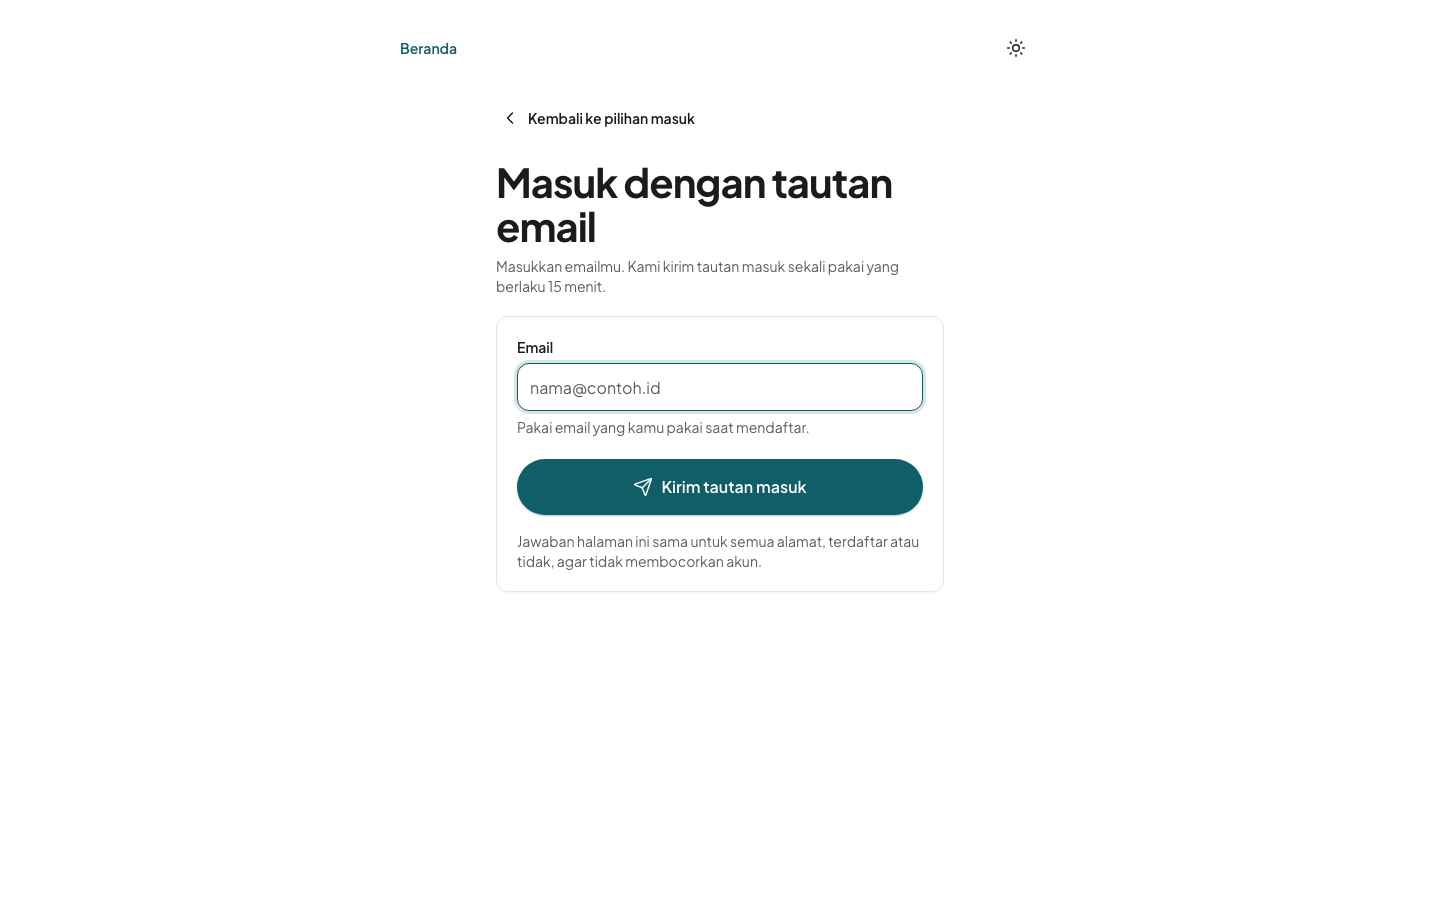 Beranda
Kembali ke pilihan masuk
Masuk dengan tautan
email
Masukkan emailmu. Kami kirim tautan masuk sekali pakai yang
berlaku 15 menit.
Email
nama@contoh.id
Pakai email yang kamu pakai saat mendaftar.
Kirim tautan masuk
Jawaban halaman ini sama untuk semua alamat, terdaftar atau
tidak, agar tidak membocorkan akun.